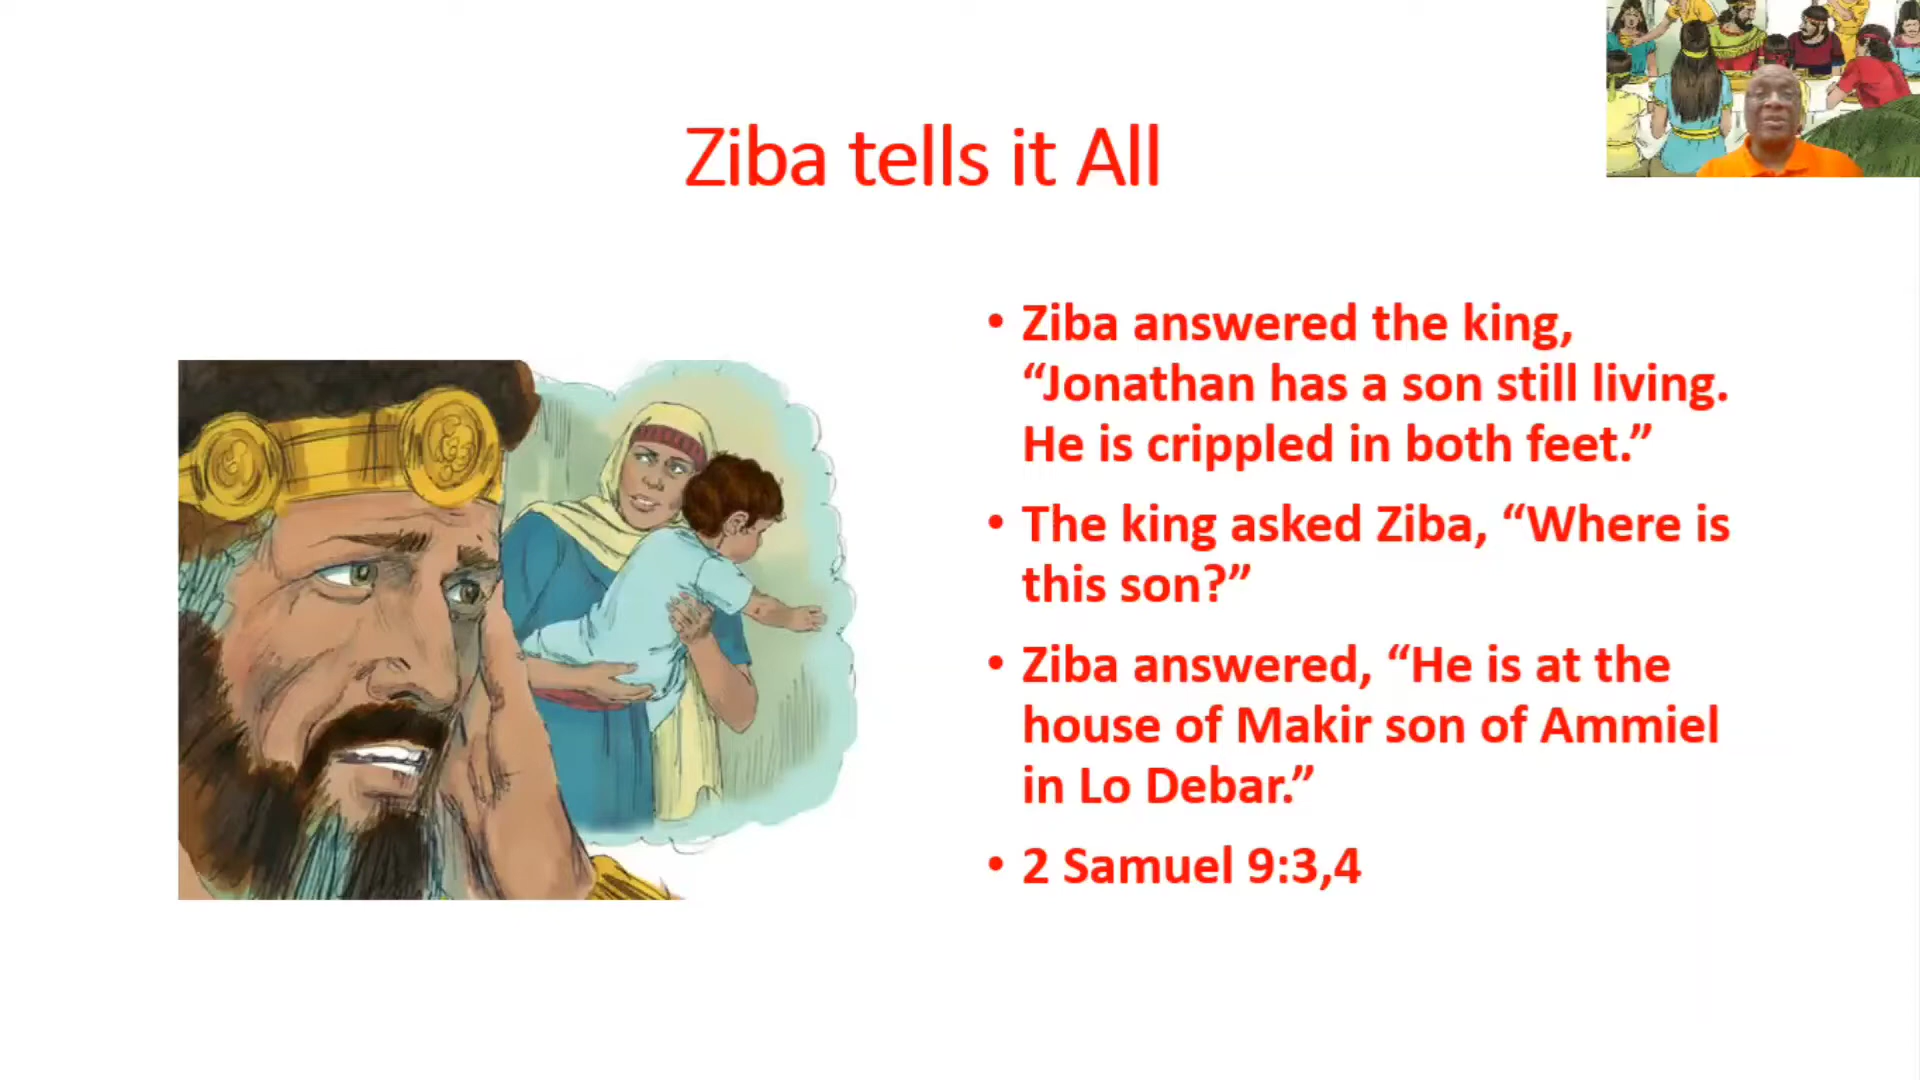 Ziba tells it All
• Ziba answered the king,
“Jonathan has a son still living.
He is crippled in both feet.”
• The king asked Ziba, “Where is
this son?”
• Ziba answered, “He is at the
house of Makir son of Ammiel
in Lo Debar.”
• 2 Samuel 9:3,4